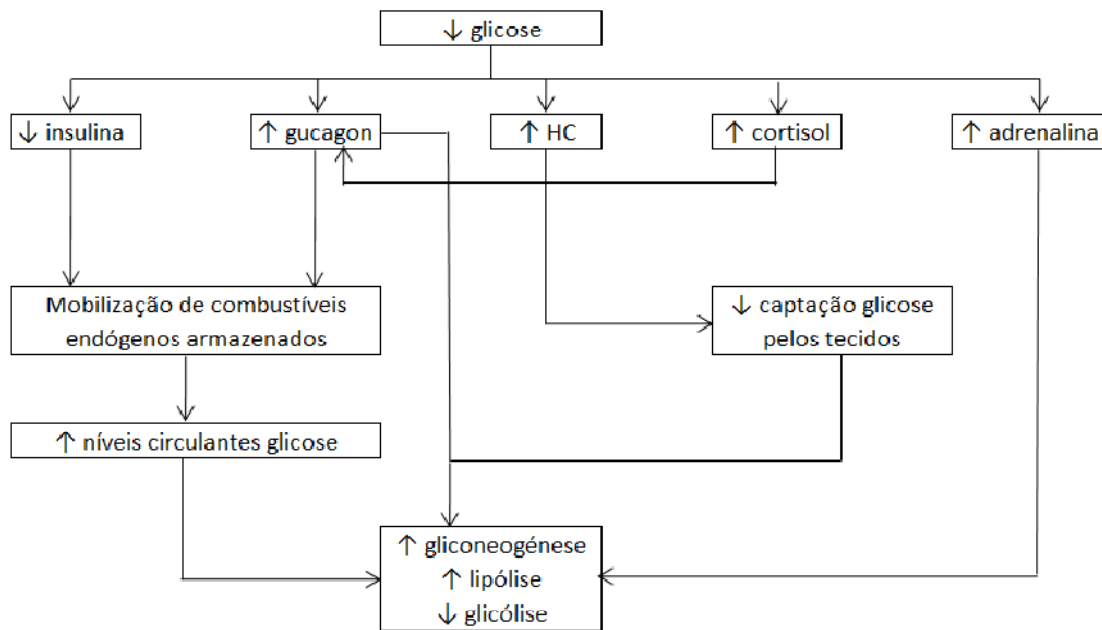 ↓ glicose
↓ insulina
↑ gucagon
↑ HC
↑ cortisol
↑ adrenalina
Mobilização de combustíveis
endógenos armazenados
↓ captação glicose
pelos tecidos
↑ níveis circulantes glicose
↑ gliconeogénese
↑ lipólise
↓ glicólise